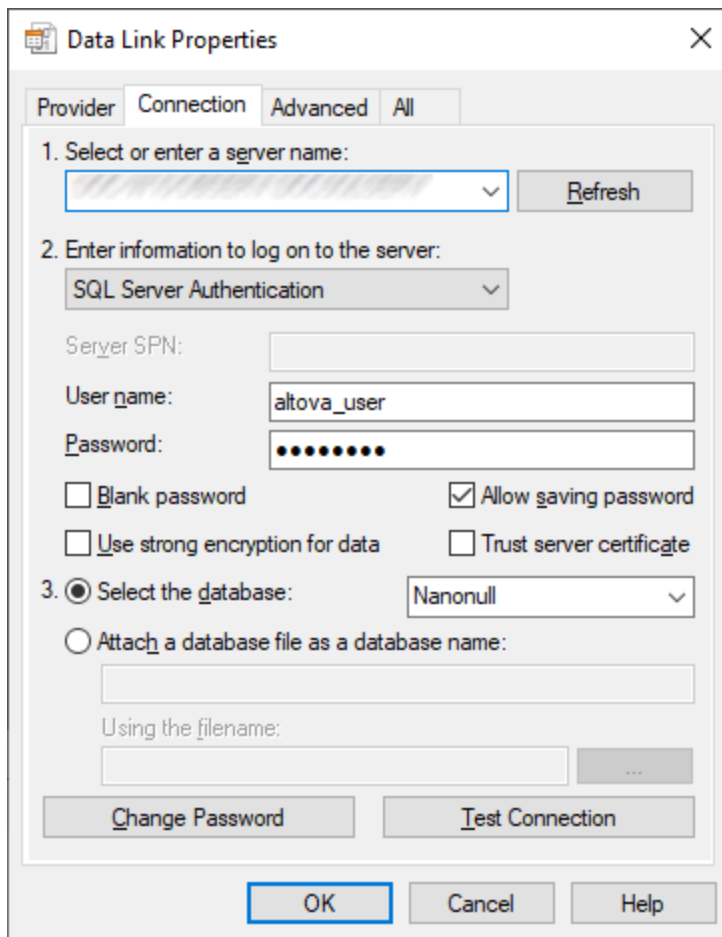 Data Link Properties
Provider Connection Advanced All
1. Select or enter a server name:
Refresh
2. Enter information to log on to the server:
SQL Server Authentication
Server SPN:
User name: altova_user
Password: ●●●●●●●●
Blank password Allow saving password
Use strong encryption for data Trust server certificate
3. Select the database: Nanonull
Attach a database file as a database name:
Using the filename:
...
Change Password Test Connection
OK Cancel Help